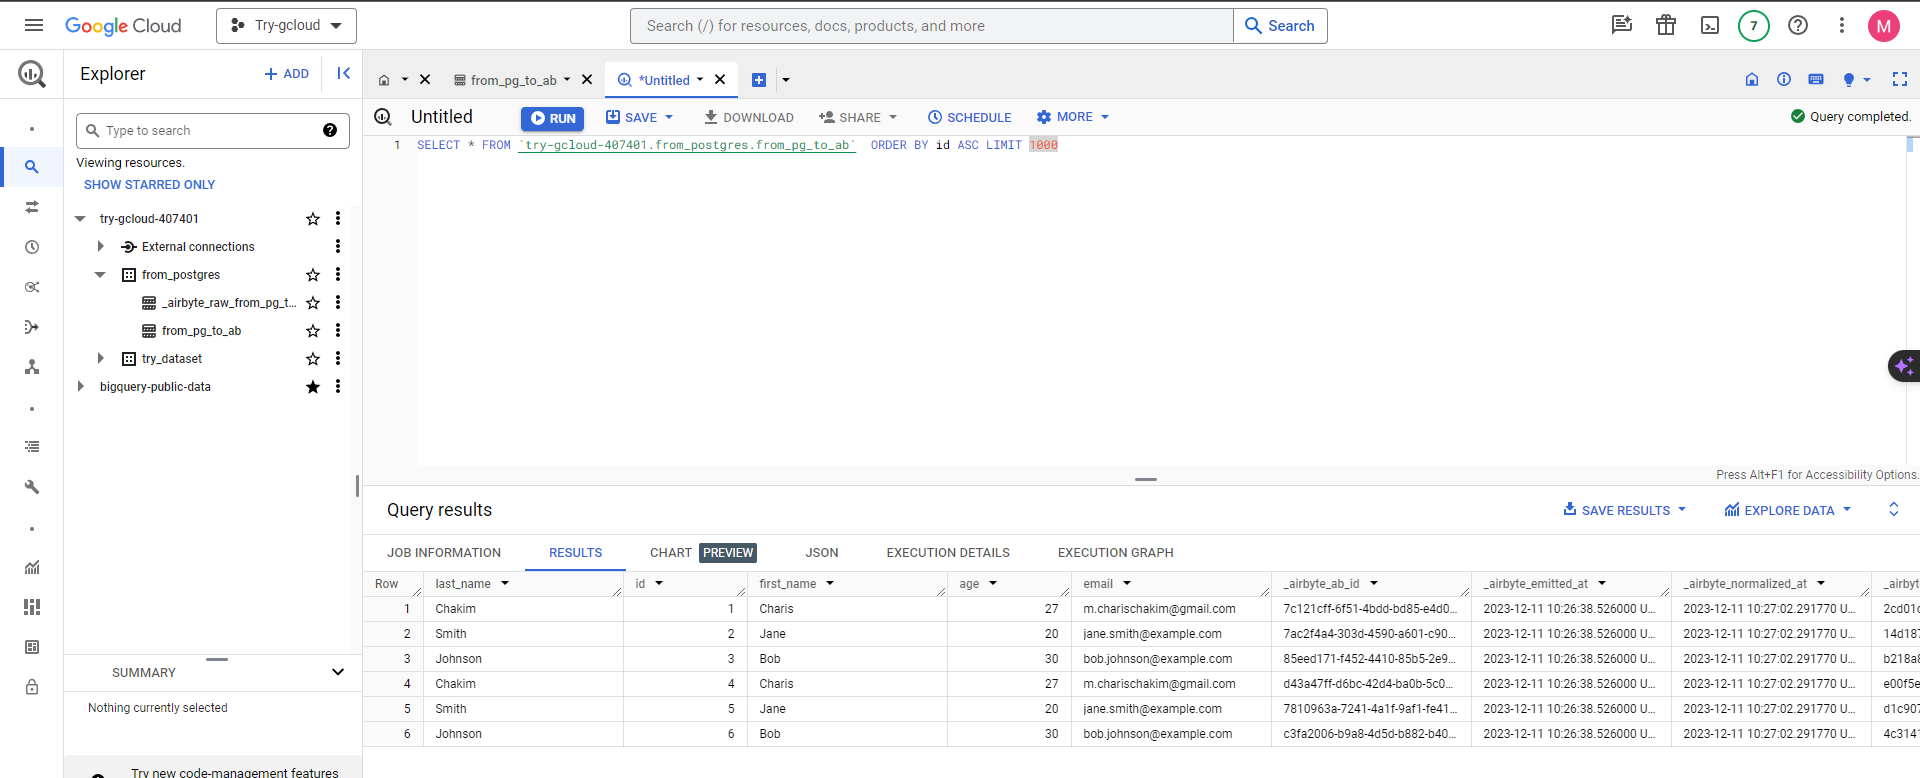 Google Cloud
Try-gcloud
Search (/) for resources, docs, products, and more
Search
7
M
Explorer
ADD
Type to search
Viewing resources.
SHOW STARRED ONLY
try-gcloud-407401
External connections
from_postgres
_airbyte_raw_from_pg_t...
from_pg_to_ab
try_dataset
bigquery-public-data
SUMMARY
Nothing currently selected
Try new code-management features
from_pg_to_ab
*Untitled
Untitled
RUN
SAVE
DOWNLOAD
SHARE
SCHEDULE
MORE
Query completed.
1 SELECT * FROM `try-gcloud-407401.from_postgres.from_pg_to_ab` ORDER BY id ASC LIMIT 1000
Press Alt+F1 for Accessibility Options.
Query results
SAVE RESULTS
EXPLORE DATA
JOB INFORMATION RESULTS CHART PREVIEW JSON EXECUTION DETAILS EXECUTION GRAPH
Row last_name id first_name age email _airbyte_ab_id _airbyte_emitted_at _airbyte_normalized_at _airbyte
1 Chakim 1 Charis 27 m.charischakim@gmail.com 7c121cff-6f51-4bdd-bd85-e4d0... 2023-12-11 10:26:38.526000 U... 2023-12-11 10:27:02.291770 U... 2cd01c
2 Smith 2 Jane 20 jane.smith@example.com 7ac2f4a4-303d-4590-a601-c90... 2023-12-11 10:26:38.526000 U... 2023-12-11 10:27:02.291770 U... 14d187
3 Johnson 3 Bob 30 bob.johnson@example.com 85eed171-f452-4410-85b5-2e9... 2023-12-11 10:26:38.526000 U... 2023-12-11 10:27:02.291770 U... b218a8
4 Chakim 4 Charis 27 m.charischakim@gmail.com d43a47ff-d6bc-42d4-ba0b-5c0... 2023-12-11 10:26:38.526000 U... 2023-12-11 10:27:02.291770 U... e00f5e
5 Smith 5 Jane 20 jane.smith@example.com 7810963a-7241-4a1f-9af1-fe41... 2023-12-11 10:26:38.526000 U... 2023-12-11 10:27:02.291770 U... d1c907
6 Johnson 6 Bob 30 bob.johnson@example.com c3fa2006-b9a8-4d5d-b882-b40... 2023-12-11 10:26:38.526000 U... 2023-12-11 10:27:02.291770 U... 4c3141